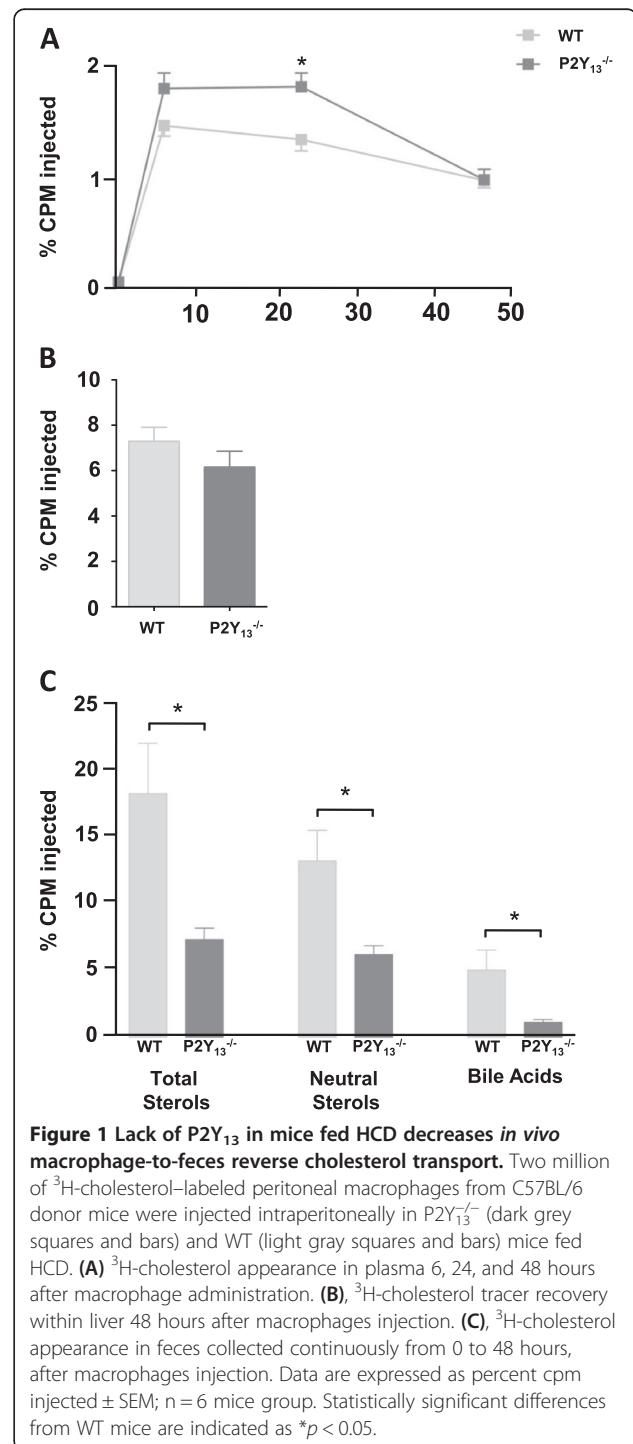 A
WT
P2Y₁₃⁻/⁻
*
2
1
0
% CPM injected
10 20 30 40 50
B
10
8
6
4
2
0
% CPM injected
WT P2Y₁₃⁻/⁻
C
25
20
15
10
5
0
% CPM injected
* * *
WT P2Y₁₃⁻/⁻ WT P2Y₁₃⁻/⁻ WT P2Y₁₃⁻/⁻
Total Sterols
Neutral Sterols
Bile Acids
Figure 1 Lack of P2Y₁₃ in mice fed HCD decreases in vivo
macrophage-to-feces reverse cholesterol transport. Two million
of ³H-cholesterol–labeled peritoneal macrophages from C57BL/6
donor mice were injected intraperitoneally in P2Y₁₃⁻/⁻ (dark grey
squares and bars) and WT (light gray squares and bars) mice fed
HCD. (A) ³H-cholesterol appearance in plasma 6, 24, and 48 hours
after macrophage administration. (B), ³H-cholesterol tracer recovery
within liver 48 hours after macrophages injection. (C), ³H-cholesterol
appearance in feces collected continuously from 0 to 48 hours,
after macrophages injection. Data are expressed as percent cpm
injected ± SEM; n = 6 mice group. Statistically significant differences
from WT mice are indicated as *p < 0.05.